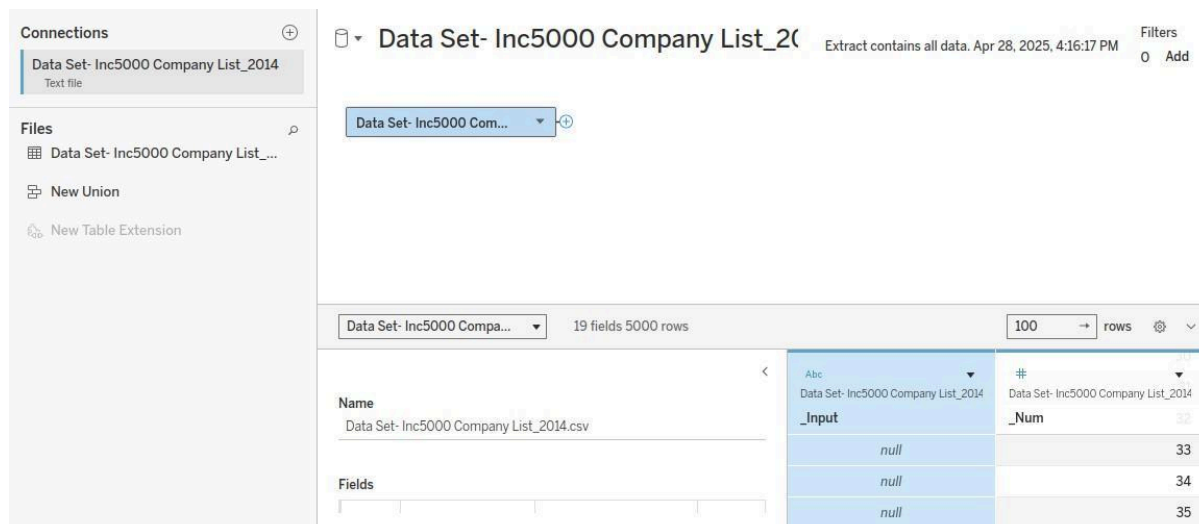 Connections
Data Set- Inc5000 Company List_2014
Text file
Files
Data Set- Inc5000 Company List_...
New Union
New Table Extension
Data Set- Inc5000 Company List_20
Extract contains all data. Apr 28, 2025, 4:16:17 PM
Filters
0 Add
Data Set- Inc5000 Com...
Data Set- Inc5000 Compa...
19 fields 5000 rows
100 → rows
Name
Data Set- Inc5000 Company List_2014.csv
Fields
Abc
Data Set- Inc5000 Company List_2014
_Input
null
null
null
#
Data Set- Inc5000 Company List_2014
_Num
32
33
34
35